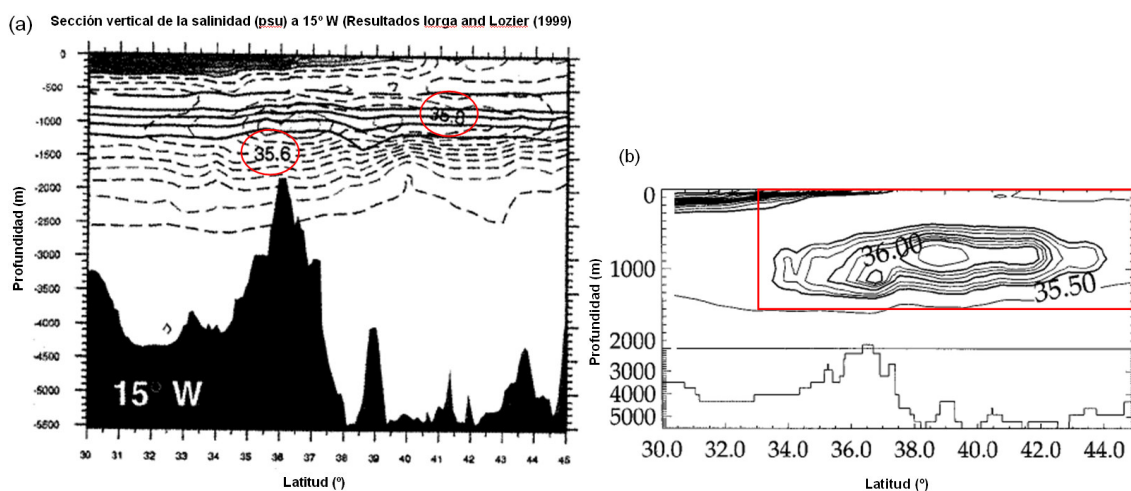 Sección vertical de la salinidad (psu) a 15º W (Resultados Iorga and Lozier (1999)
(a)
0
-500
-1000
-1500
-2000
-2500
-3000
-3500
-4000
-4500
-5000
-5500
Profundidad (m)
35.8
35.6
15° W
30 31 32 33 34 35 36 37 38 39 40 41 42 43 44 45
Latitud (º)
(b)
0
1000
2000
3000
4000
5000
Profundidad (m)
36.00
35.50
30.0 34.0 36.0 38.0 40.0 42.0 44.0
Latitud (º)